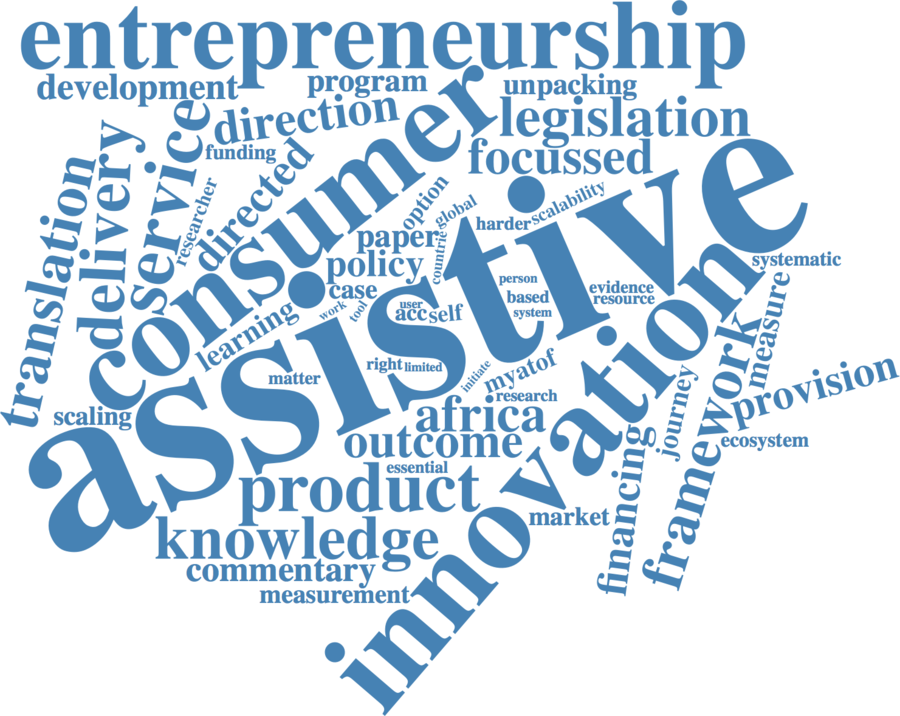 entrepreneurship
development
program
unpacking
direction
legislation
service
funding
focussed
consumer
delivery
translation
researcher
directed
option
global
harder
scalability
paper
countrie
policy
assistive
systematic
case
learning
work
tool
user
acc
self
person
based
system
evidence
resource
measure
right
limited
matter
initiate
myatof
research
provision
scaling
africa
innovation
framework
journey
ecosystem
outcome
essential
financing
product
market
knowledge
commentary
measurement